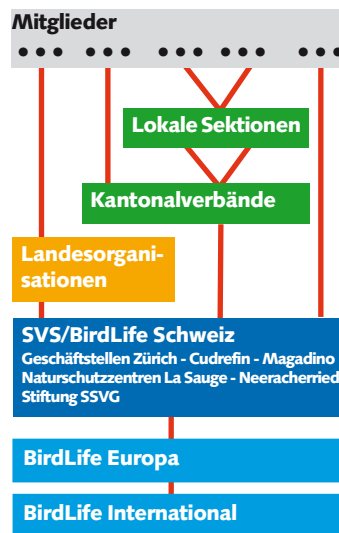 Mitglieder
Lokale Sektionen
Kantonalverbände
Landesorgani-
sationen
SVS/BirdLife Schweiz
Geschäftstellen Zürich - Cudrefin - Magadino
Naturschutzzentren La Sauge - Neeracherried
Stiftung SSVG
BirdLife Europa
BirdLife International